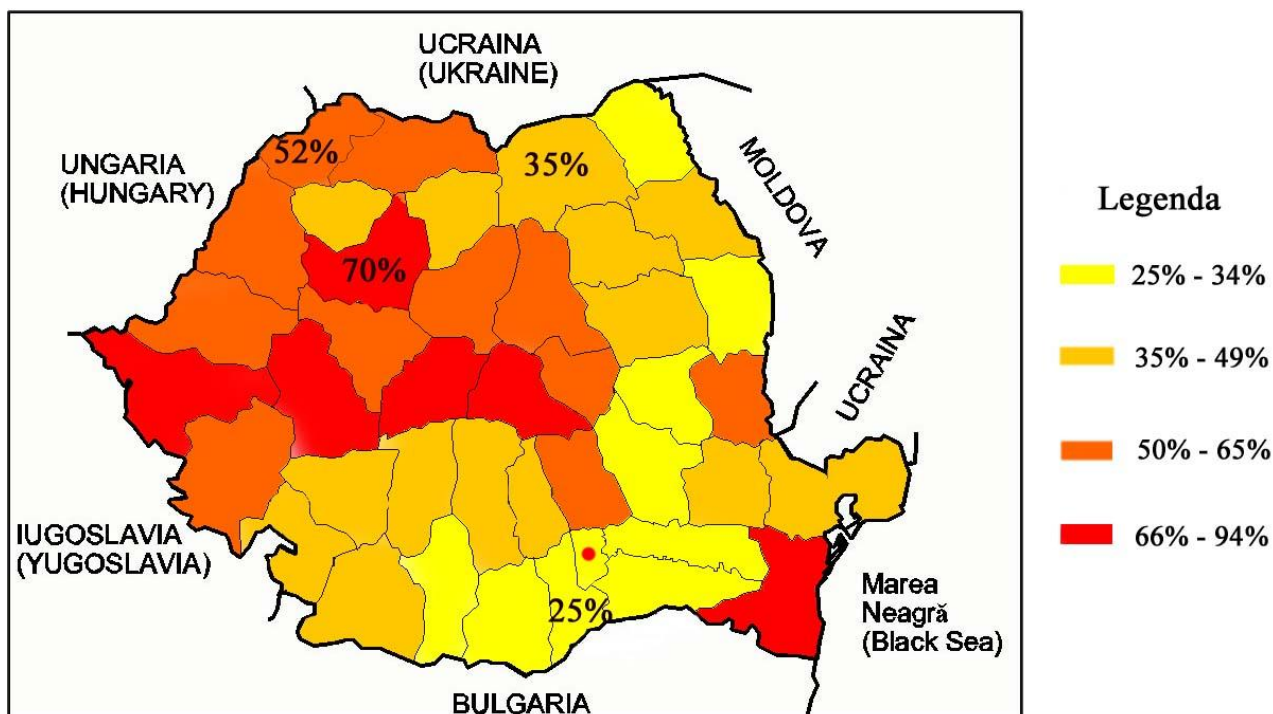 UCRAINA
(UKRAINE)
UNGARIA
(HUNGARY)
52%
35%
MOLDOVA
70%
UCRAINA
IUGOSLAVIA
(YUGOSLAVIA)
25%
Marea
Neagră
(Black Sea)
BULGARIA
Legenda
25% - 34%
35% - 49%
50% - 65%
66% - 94%